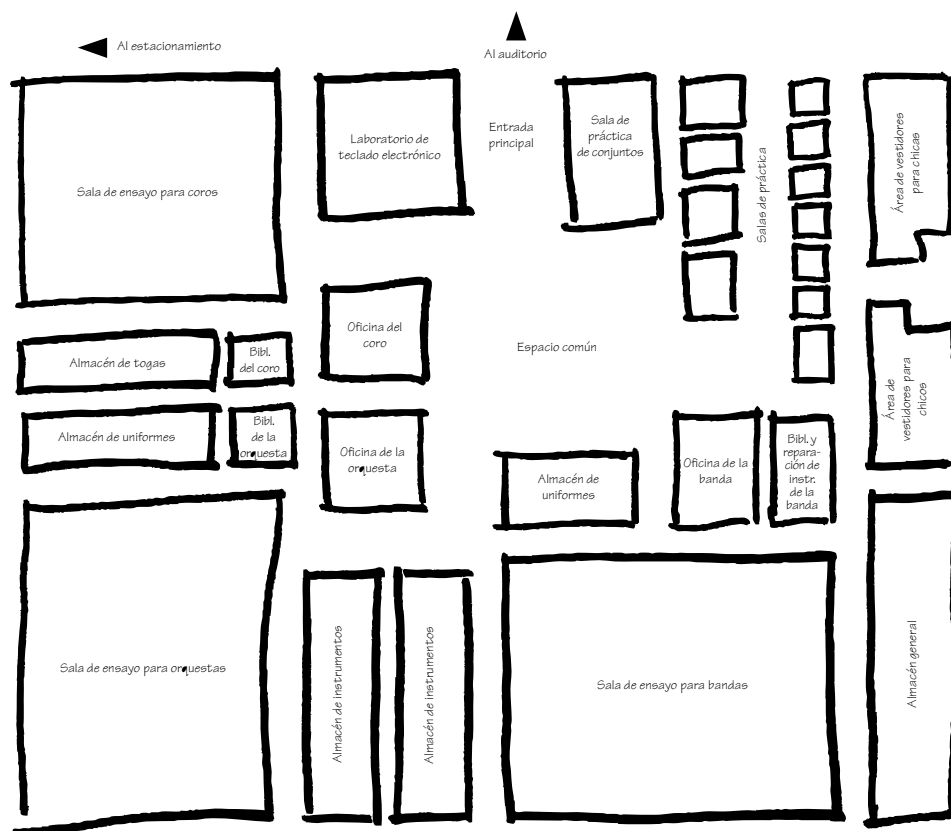 Al estacionamiento
Al auditorio
Sala de ensayo para coros
Laboratorio de
teclado electrónico
Entrada
principal
Sala de
práctica
de conjuntos
Salas de práctica
Área de vestidores
para chicas
Almacén de togas
Bibl.
del coro
Oficina del
coro
Espacio común
Área de
vestidores para
chicos
Almacén de uniformes
Bibl.
de la
orquesta
Oficina de la
orquesta
Almacén de
uniformes
Oficina de la
banda
Bibl. y
repara-
ción de
instr.
de la
banda
Sala de ensayo para orquestas
Almacén de instrumentos
Almacén de instrumentos
Sala de ensayo para bandas
Almacén general